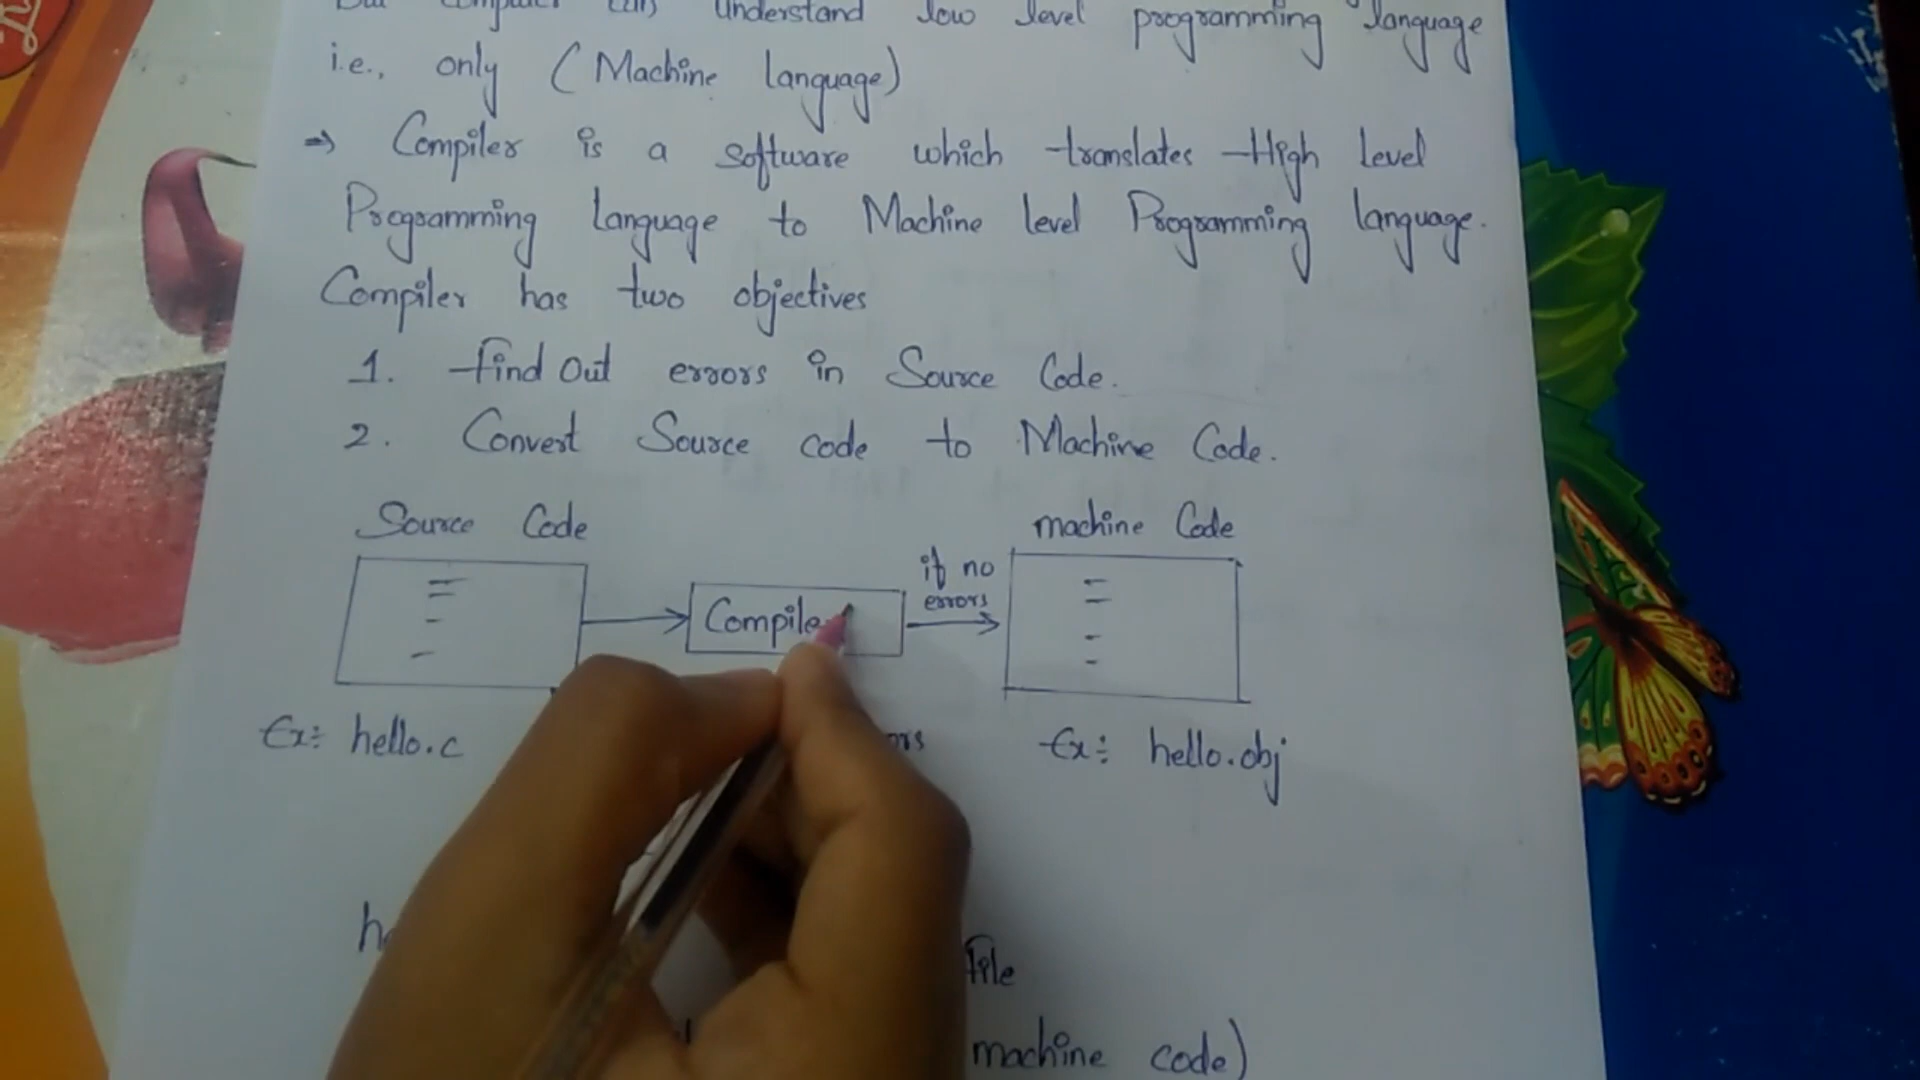 understand low level programming language
i.e., only (Machine language)
⇒ Compiler is a software which translates High level
Programming language to Machine level Programming language.
Compiler has two objectives
1. find out errors in Source Code.
2. Convert Source code to Machine Code.
Source Code
machine Code
if no
errors
Compiler
Ex: hello.c
Ex: hello.obj
file
machine code)